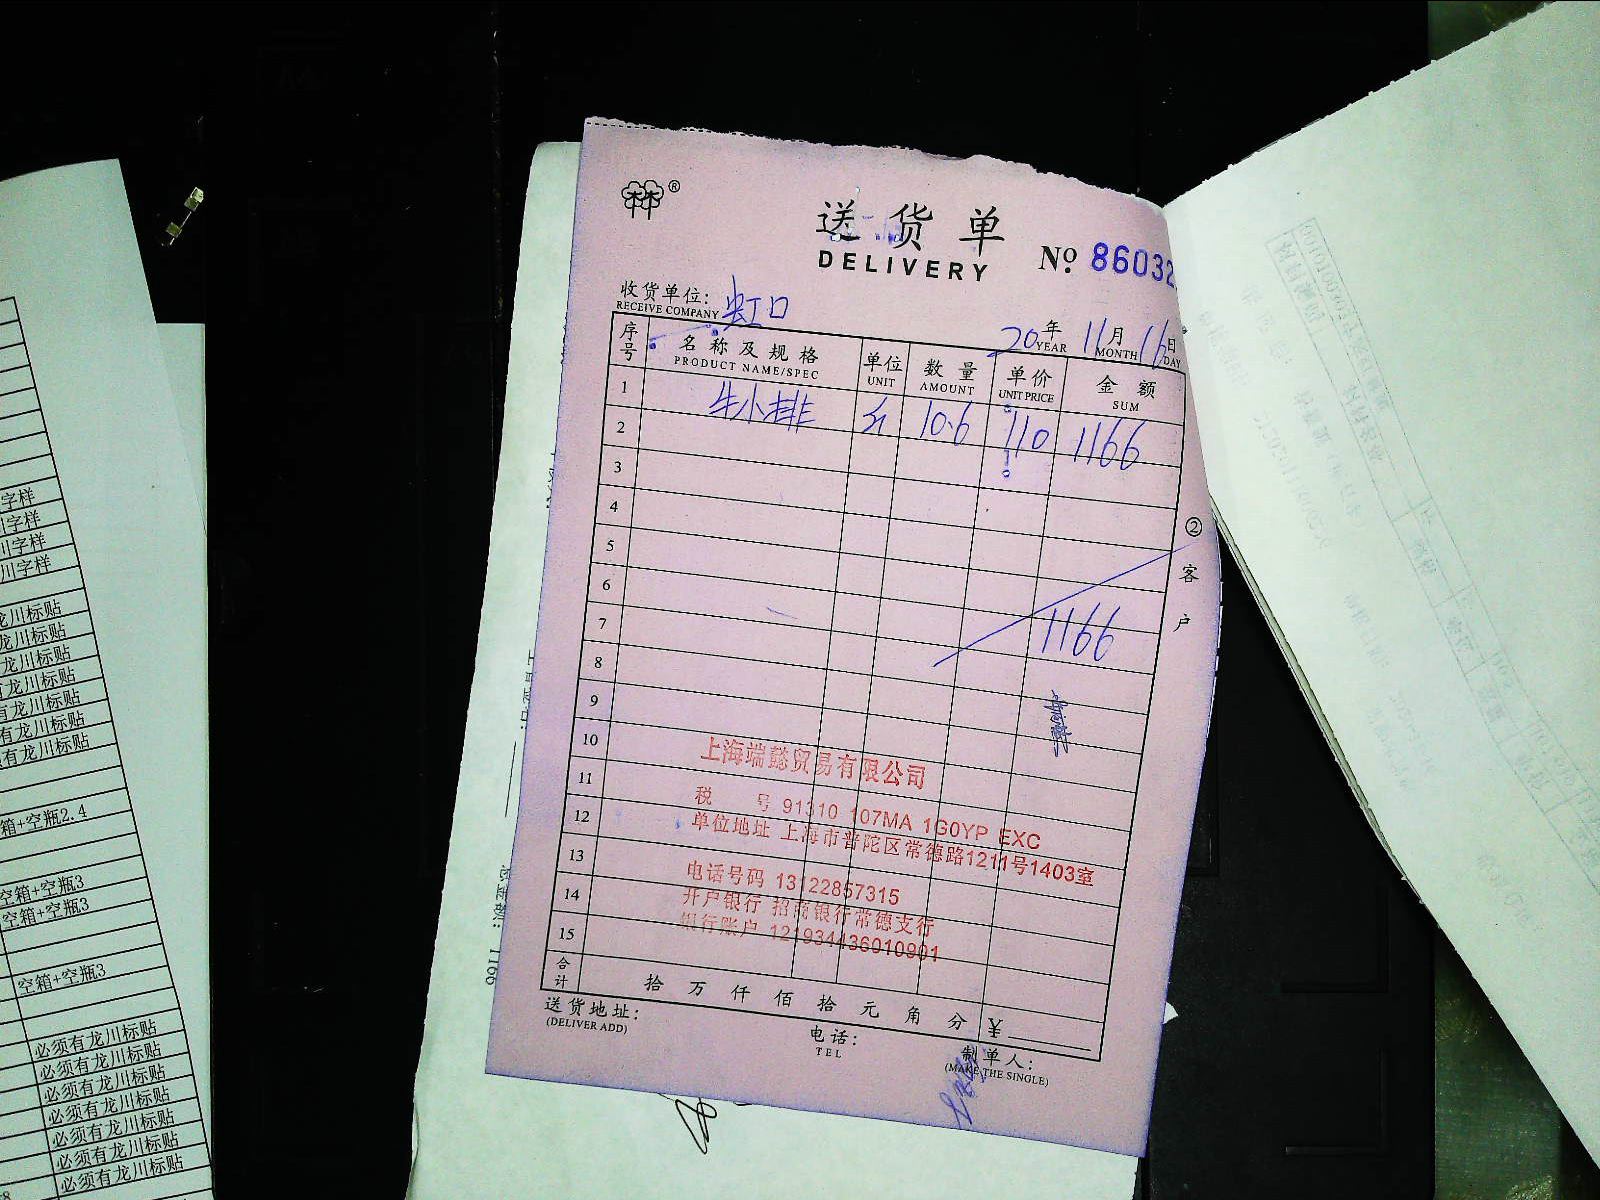 林®
送货单
DELIVERY
№ 86032
收货单位: 虹口
RECEIVE COMPANY
20年 11月 16日
YEAR MONTH DAY
序号 名称及规格 单位 数量 单价 金额
PRODUCT NAME/SPEC UNIT AMOUNT UNIT PRICE SUM
1 牛小排 斤 10.6 110 1166
2
3
4
5
6
7 1166
8
9
10
11
12
13
14
15
②客户
上海端懿贸易有限公司
税 号 91310 107MA 1G0YP EXC
单位地址 上海市普陀区常德路1211号1403室
电话号码 13122857315
开户银行 招商银行常德支行
银行账户 121934436010901
合计 拾万仟佰拾元角分 ¥
送货地址:
(DELIVER ADD)
电话:
TEL
制单人:
(MAKE THE SINGLE)
字样
川字样
川字样
川字样
龙川标贴
龙川标贴
龙川标贴
有龙川标贴
有龙川标贴
有龙川标贴
有龙川标贴
箱+空瓶2.4
空箱+空瓶3
空箱+空瓶3
空箱+空瓶3
必须有龙川标贴
必须有龙川标贴
必须有龙川标贴
必须有龙川标贴
必须有龙川标贴
必须有龙川标贴
必须有龙川标贴
1166